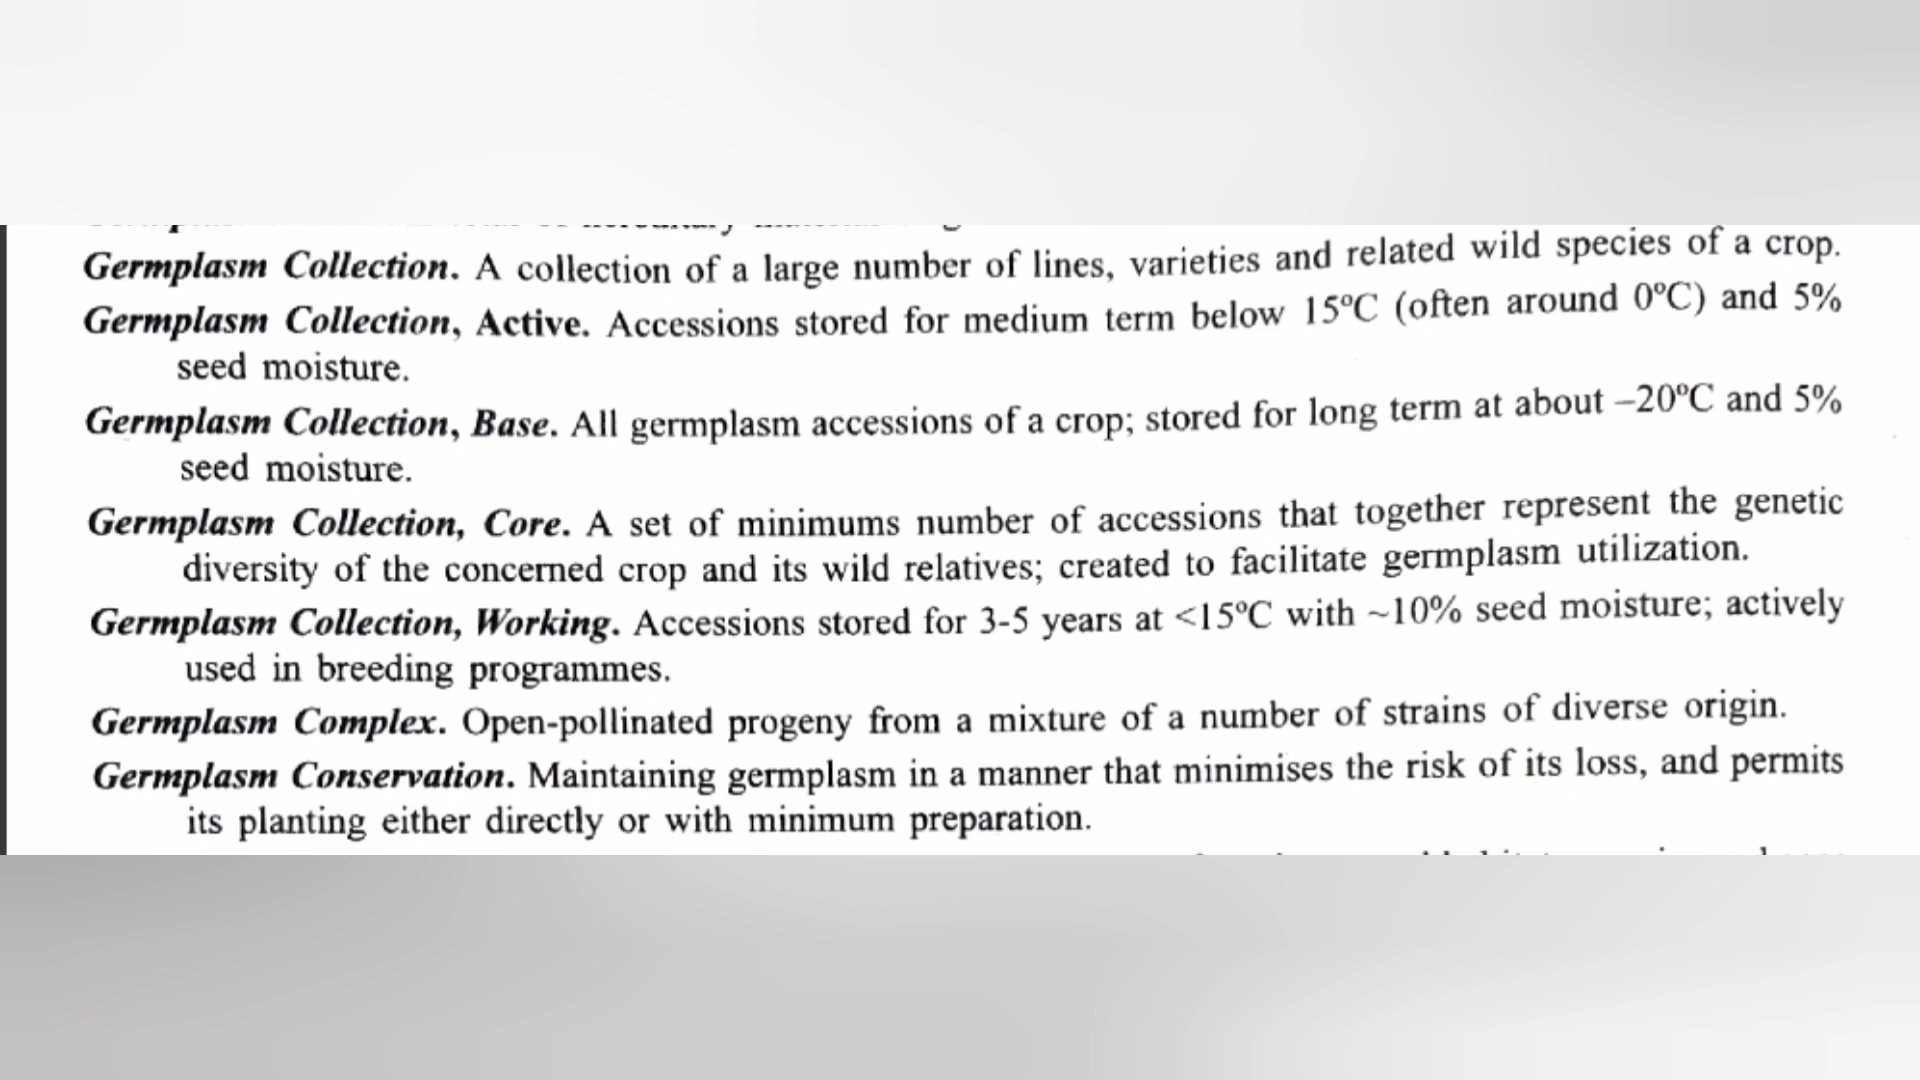 Germplasm Collection. A collection of a large number of lines, varieties and related wild species of a crop.
Germplasm Collection, Active. Accessions stored for medium term below 15ºC (often around 0ºC) and 5%
seed moisture.
Germplasm Collection, Base. All germplasm accessions of a crop; stored for long term at about –20ºC and 5%
seed moisture.
Germplasm Collection, Core. A set of minimums number of accessions that together represent the genetic
diversity of the concerned crop and its wild relatives; created to facilitate germplasm utilization.
Germplasm Collection, Working. Accessions stored for 3-5 years at <15ºC with ~10% seed moisture; actively
used in breeding programmes.
Germplasm Complex. Open-pollinated progeny from a mixture of a number of strains of diverse origin.
Germplasm Conservation. Maintaining germplasm in a manner that minimises the risk of its loss, and permits
its planting either directly or with minimum preparation.